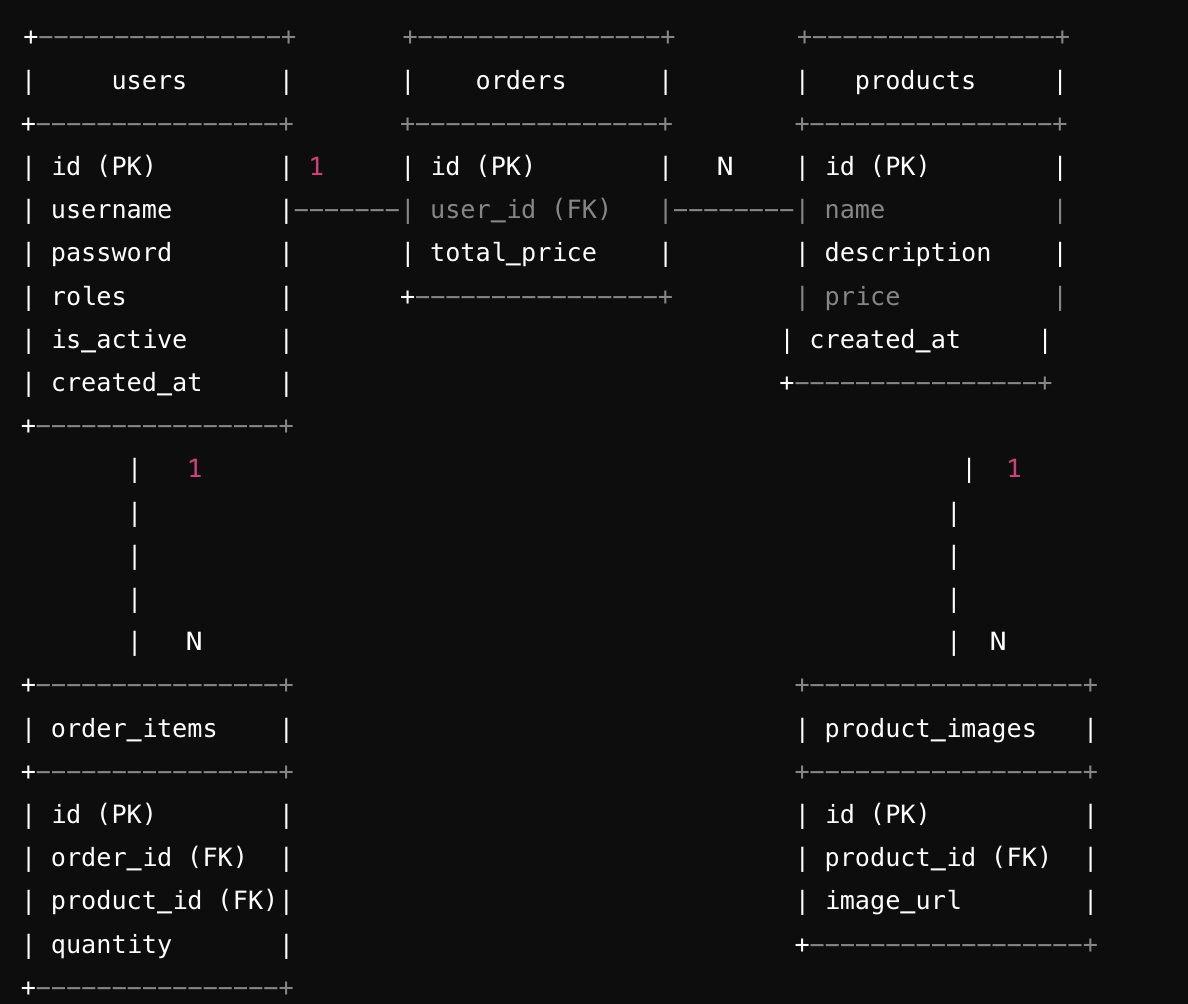 +----------------+       +----------------+        +----------------+
|     users      |       |    orders      |        |   products     |
+----------------+       +----------------+        +----------------+
| id (PK)        | 1     | id (PK)        |   N    | id (PK)        |
| username       |-------| user_id (FK)   |--------| name           |
| password       |       | total_price    |        | description    |
| roles          |       +----------------+        | price          |
| is_active      |                                | created_at     |
| created_at     |                                +----------------+
+----------------+
       |   1                                                  |  1
       |                                                     |
       |                                                     |
       |                                                     |
       |   N                                                 |  N
+----------------+                                 +------------------+
| order_items    |                                 | product_images   |
+----------------+                                 +------------------+
| id (PK)        |                                 | id (PK)          |
| order_id (FK)  |                                 | product_id (FK)  |
| product_id (FK)|                                 | image_url        |
| quantity       |                                 +------------------+
+----------------+